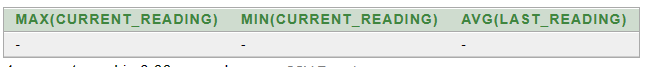 MAX(CURRENT_READING) MIN(CURRENT_READING) AVG(LAST_READING)
- - -